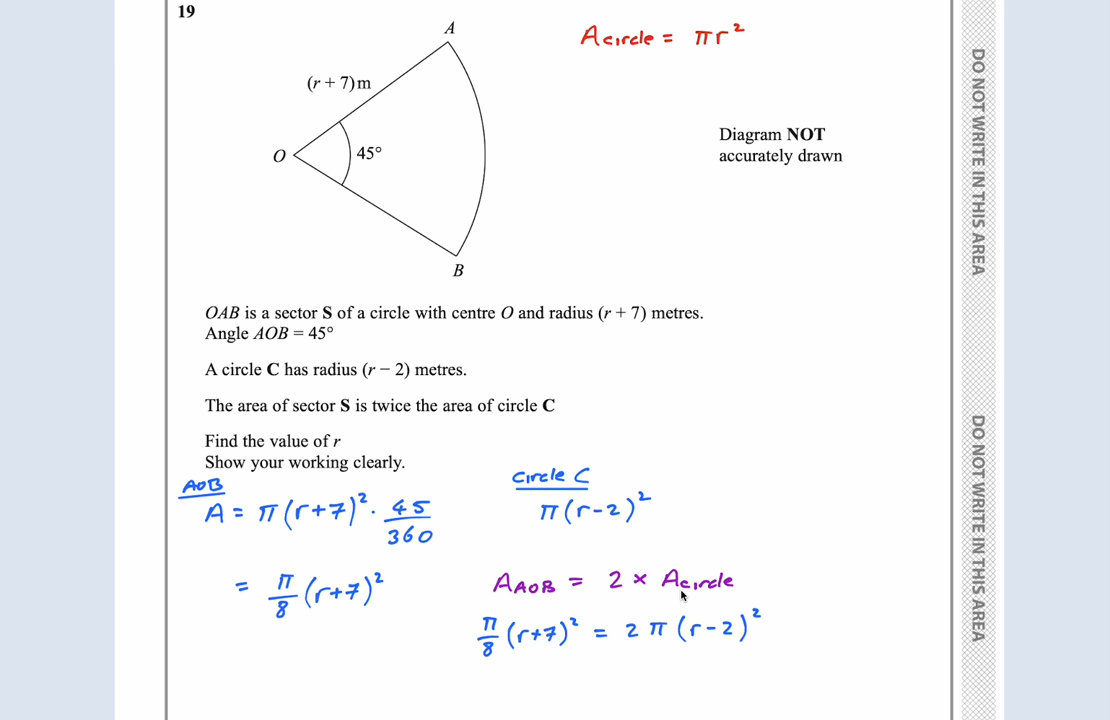 19
A
A circle = πr²
(r + 7)m
DO NOT WRITE IN THIS AREA
Diagram NOT
accurately drawn
O
45°
B
OAB is a sector S of a circle with centre O and radius (r + 7) metres.
Angle AOB = 45°
A circle C has radius (r − 2) metres.
The area of sector S is twice the area of circle C
DO NOT WRITE IN THIS AREA
Find the value of r
Show your working clearly.
AOB
Circle C
A = π(r+7)² · 45/360
π(r-2)²
= π/8 (r+7)²
A AOB = 2 × A circle
π/8 (r+7)² = 2π(r-2)²